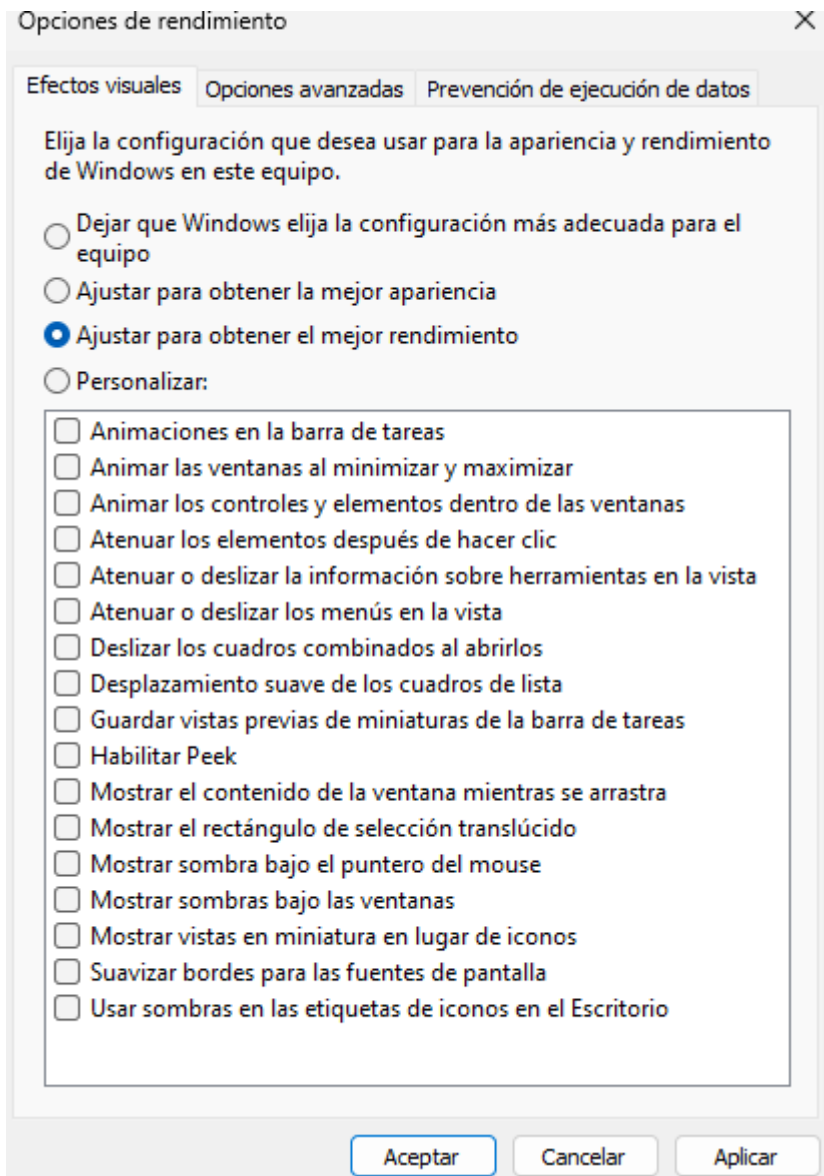 Opciones de rendimiento
Efectos visuales
Opciones avanzadas
Prevención de ejecución de datos
Elija la configuración que desea usar para la apariencia y rendimiento
de Windows en este equipo.
Dejar que Windows elija la configuración más adecuada para el
equipo
Ajustar para obtener la mejor apariencia
Ajustar para obtener el mejor rendimiento
Personalizar:
Animaciones en la barra de tareas
Animar las ventanas al minimizar y maximizar
Animar los controles y elementos dentro de las ventanas
Atenuar los elementos después de hacer clic
Atenuar o deslizar la información sobre herramientas en la vista
Atenuar o deslizar los menús en la vista
Deslizar los cuadros combinados al abrirlos
Desplazamiento suave de los cuadros de lista
Guardar vistas previas de miniaturas de la barra de tareas
Habilitar Peek
Mostrar el contenido de la ventana mientras se arrastra
Mostrar el rectángulo de selección translúcido
Mostrar sombra bajo el puntero del mouse
Mostrar sombras bajo las ventanas
Mostrar vistas en miniatura en lugar de iconos
Suavizar bordes para las fuentes de pantalla
Usar sombras en las etiquetas de iconos en el Escritorio
Aceptar
Cancelar
Aplicar